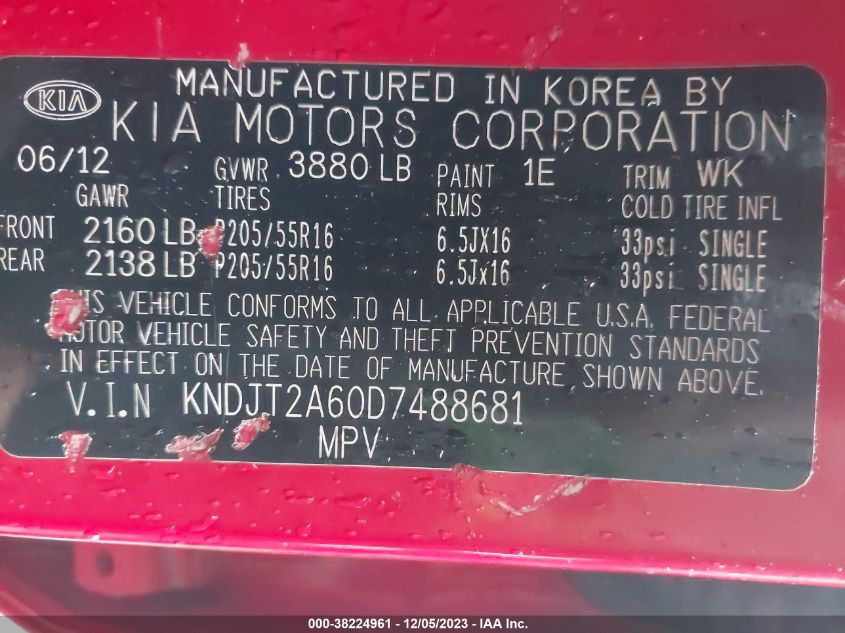 KIA
MANUFACTURED IN KOREA BY
KIA MOTORS CORPORATION
06/12 GVWR 3880 LB PAINT 1E TRIM WK
GAWR TIRES RIMS COLD TIRE INFL
FRONT 2160 LB P205/55R16 6.5JX16 33psi SINGLE
REAR 2138 LB P205/55R16 6.5Jx16 33psi SINGLE
THIS VEHICLE CONFORMS TO ALL APPLICABLE U.S.A. FEDERAL
MOTOR VEHICLE SAFETY AND THEFT PREVENTION STANDARDS
IN EFFECT ON THE DATE OF MANUFACTURE SHOWN ABOVE.
V.I.N KNDJT2A60D7488681
MPV
000-38224961 - 12/05/2023 - IAA Inc.